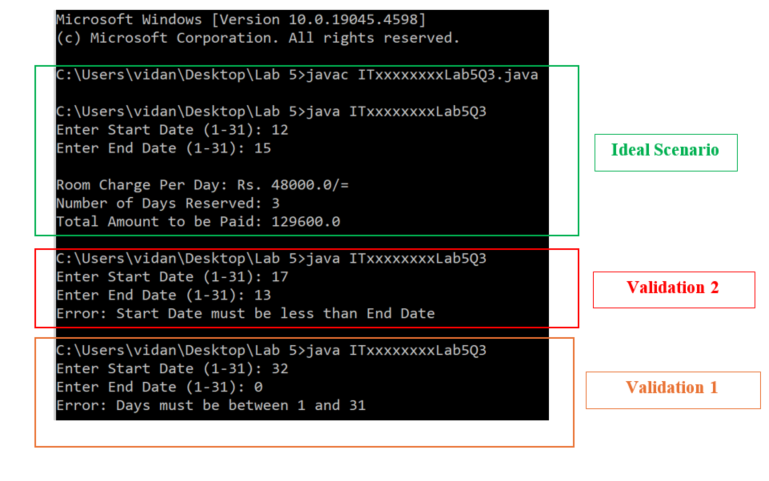 Microsoft Windows [Version 10.0.19045.4598]
(c) Microsoft Corporation. All rights reserved.
C:\Users\vidan\Desktop\Lab 5>javac ITxxxxxxxxLab5Q3.java
C:\Users\vidan\Desktop\Lab 5>java ITxxxxxxxxLab5Q3
Enter Start Date (1-31): 12
Enter End Date (1-31): 15
Room Charge Per Day: Rs. 48000.0/=
Number of Days Reserved: 3
Total Amount to be Paid: 129600.0
Ideal Scenario
C:\Users\vidan\Desktop\Lab 5>java ITxxxxxxxxLab5Q3
Enter Start Date (1-31): 17
Enter End Date (1-31): 13
Error: Start Date must be less than End Date
Validation 2
C:\Users\vidan\Desktop\Lab 5>java ITxxxxxxxxLab5Q3
Enter Start Date (1-31): 32
Enter End Date (1-31): 0
Error: Days must be between 1 and 31
Validation 1